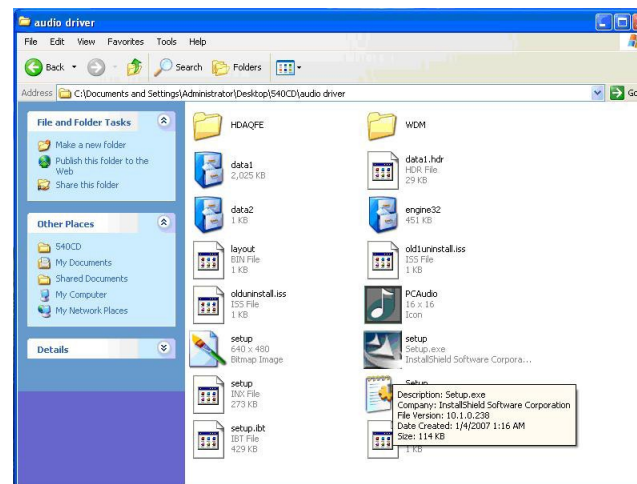 audio driver
File Edit View Favorites Tools Help
Back Search Folders
Address C:\Documents and Settings\Administrator\Desktop\540CD\audio driver Go
File and Folder Tasks
Make a new folder
Publish this folder to the
Web
Share this folder
Other Places
540CD
My Documents
Shared Documents
My Computer
My Network Places
Details
HDAQFE
WDM
data1
2,025 KB
data1.hdr
HDR File
29 KB
data2
1 KB
engine32
451 KB
layout
BIN File
1 KB
old1uninstall.iss
ISS File
1 KB
olduninstall.iss
ISS File
1 KB
PCAudio
16 x 16
Icon
setup
640 x 480
Bitmap Image
setup
Setup.exe
InstallShield Software Corpora...
setup
INX File
273 KB
Setup
setup.ibt
IBT File
429 KB
1 KB
Description: Setup.exe
Company: InstallShield Software Corporation
File Version: 10.1.0.238
Date Created: 1/4/2007 1:16 AM
Size: 114 KB